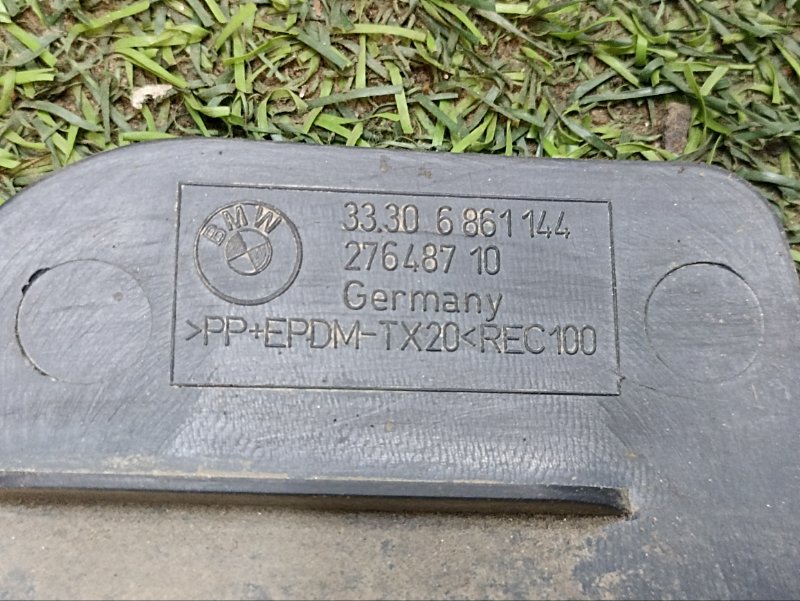 BMW
33.30 6 861 144
276487 10
Germany
>PP+EPDM-TX20<REC100